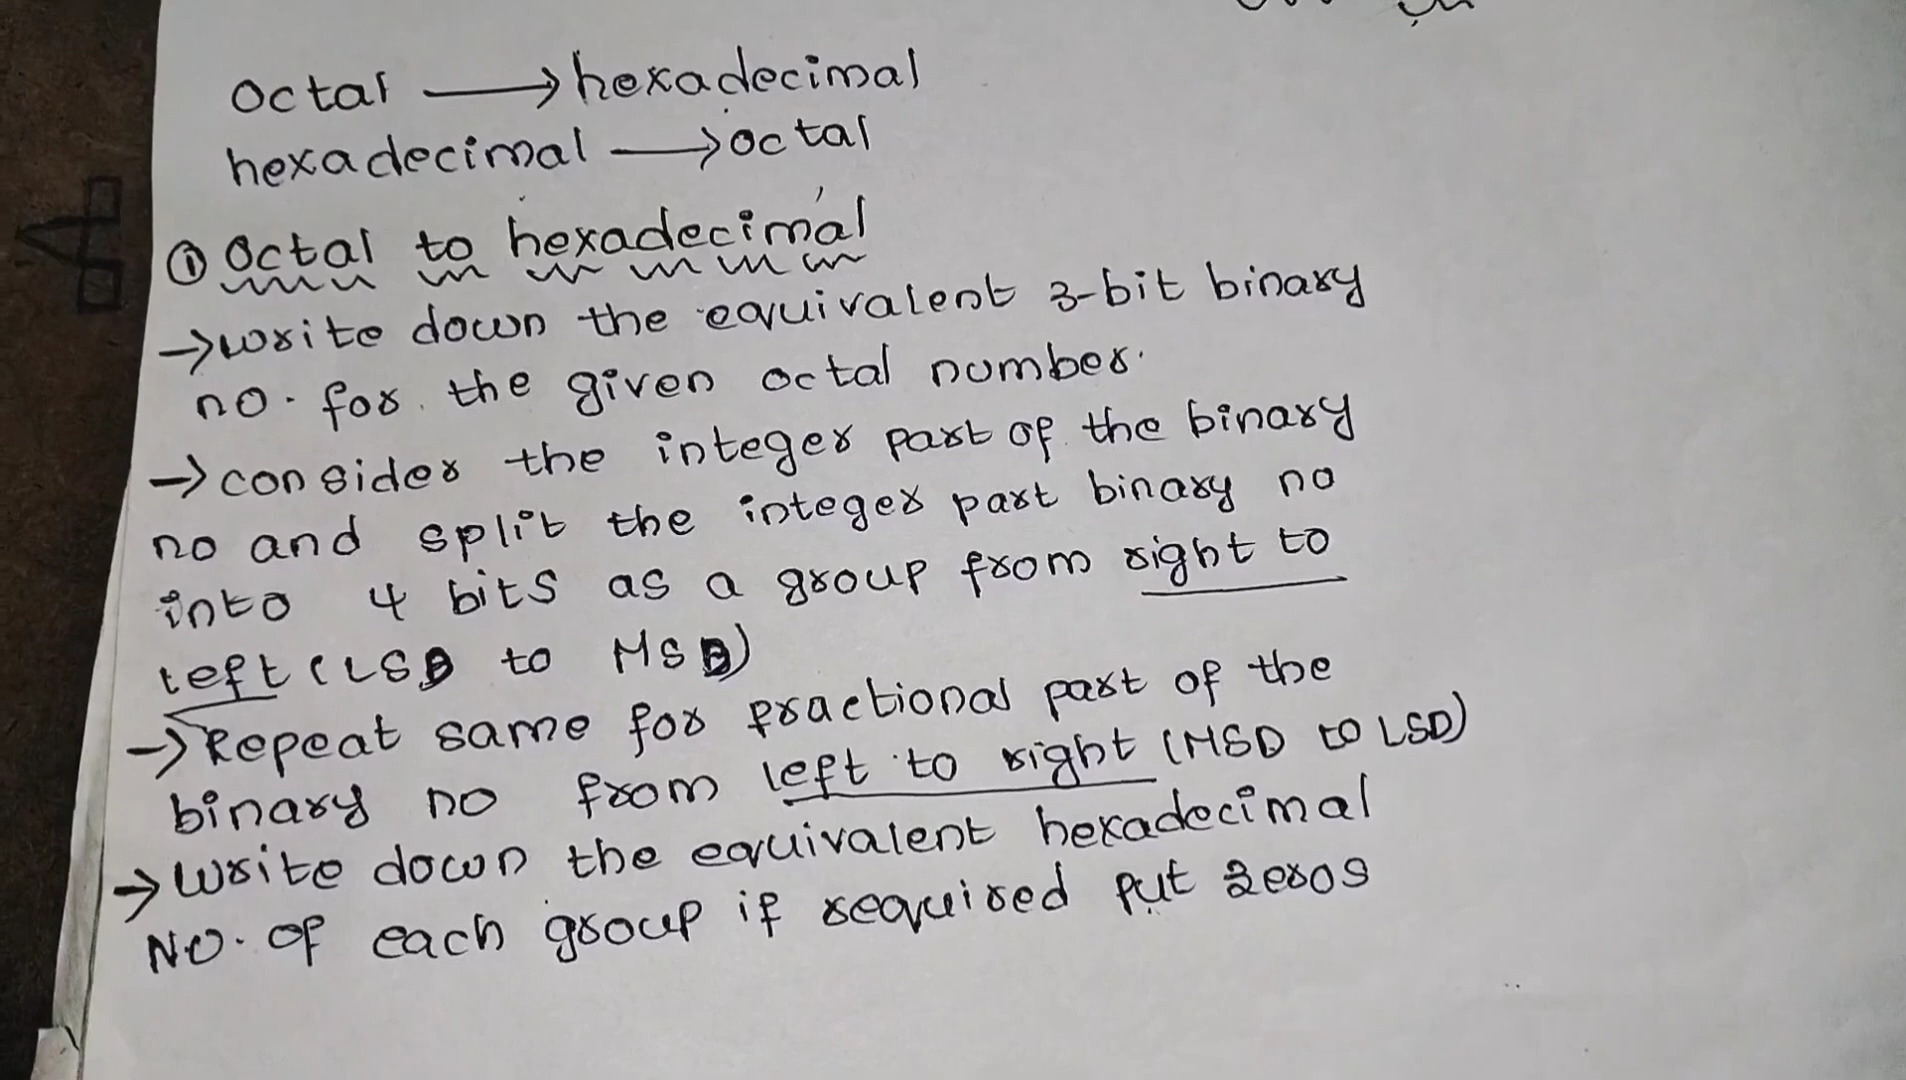 Octal → hexadecimal
hexadecimal → octal
① Octal to hexadecimal
→ write down the equivalent 3-bit binary
no. for the given octal number.
→ consider the integer part of the binary
no and split the integer part binary no
into 4 bits as a group from right to
left (LSD to MSD)
→ Repeat same for fractional part of the
binary no from left to right (MSD to LSD)
→ Write down the equivalent hexadecimal
No. of each group if required put zeros